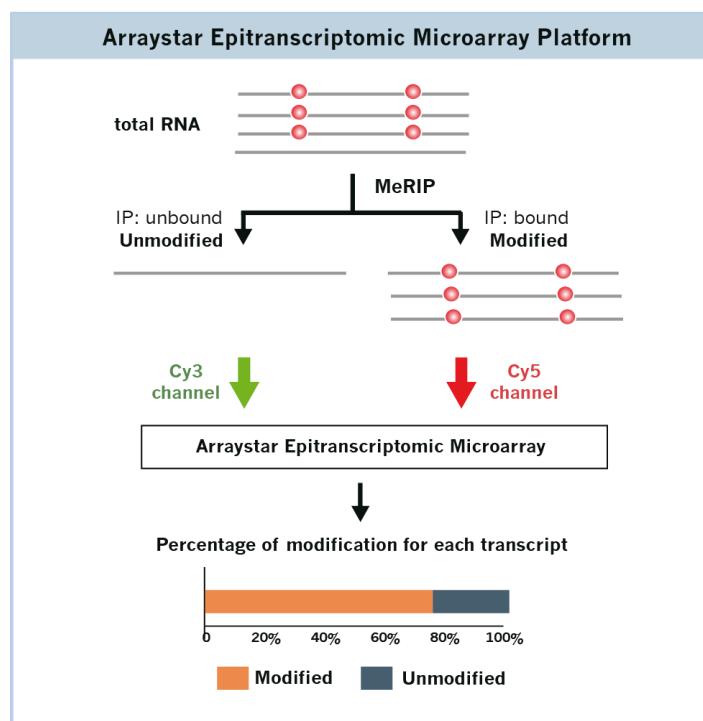 Arraystar Epitranscriptomic Microarray Platform
total RNA
MeRIP
IP: unbound
Unmodified
IP: bound
Modified
Cy3
channel
Cy5
channel
Arraystar Epitranscriptomic Microarray
Percentage of modification for each transcript
0 20% 40% 60% 80% 100%
Modified Unmodified